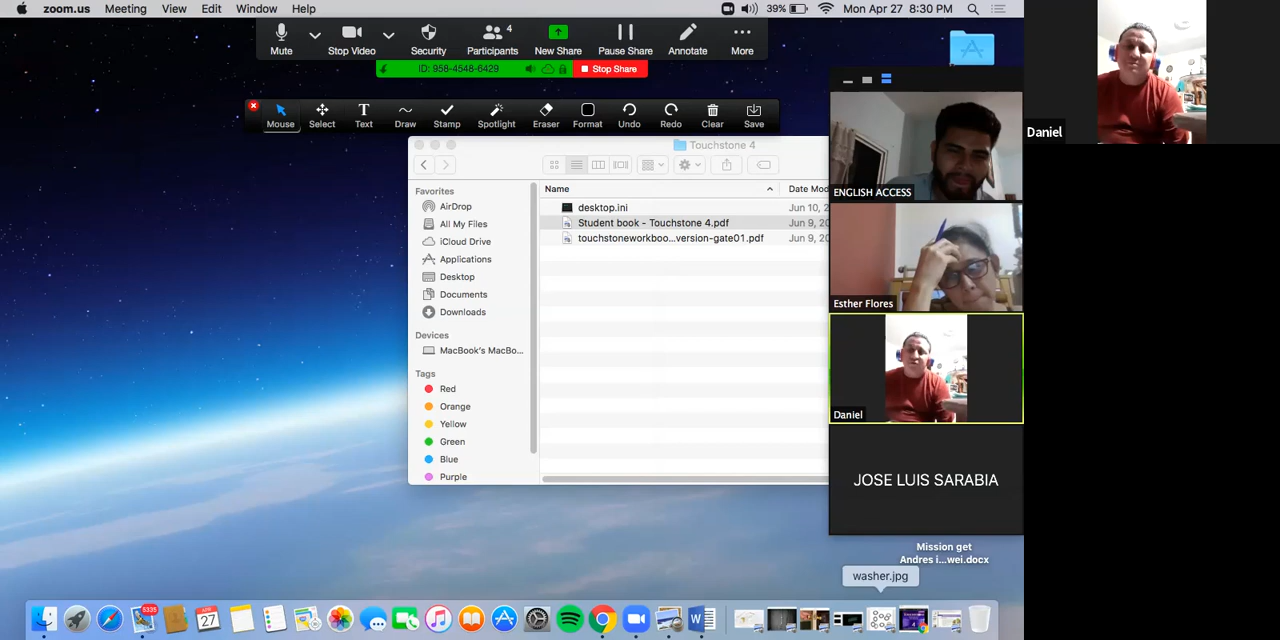 zoom.us Meeting View Edit Window Help
39% Mon Apr 27 8:30 PM
Mute Stop Video Security Participants 4 New Share Pause Share Annotate More
ID: 958-4548-6429 Stop Share
Mouse Select Text Draw Stamp Spotlight Eraser Format Undo Redo Clear Save
Touchstone 4
Favorites
AirDrop
All My Files
iCloud Drive
Applications
Desktop
Documents
Downloads
Devices
MacBook's MacBo...
Tags
Red
Orange
Yellow
Green
Blue
Purple
Name Date Mod
desktop.ini Jun 10, 2
Student book - Touchstone 4.pdf Jun 9, 20
touchstoneworkboo...version-gate01.pdf Jun 9, 20
ENGLISH ACCESS
Esther Flores
Daniel
JOSE LUIS SARABIA
Daniel
Mission get
Andres i...wei.docx
washer.jpg
5335
APR
27